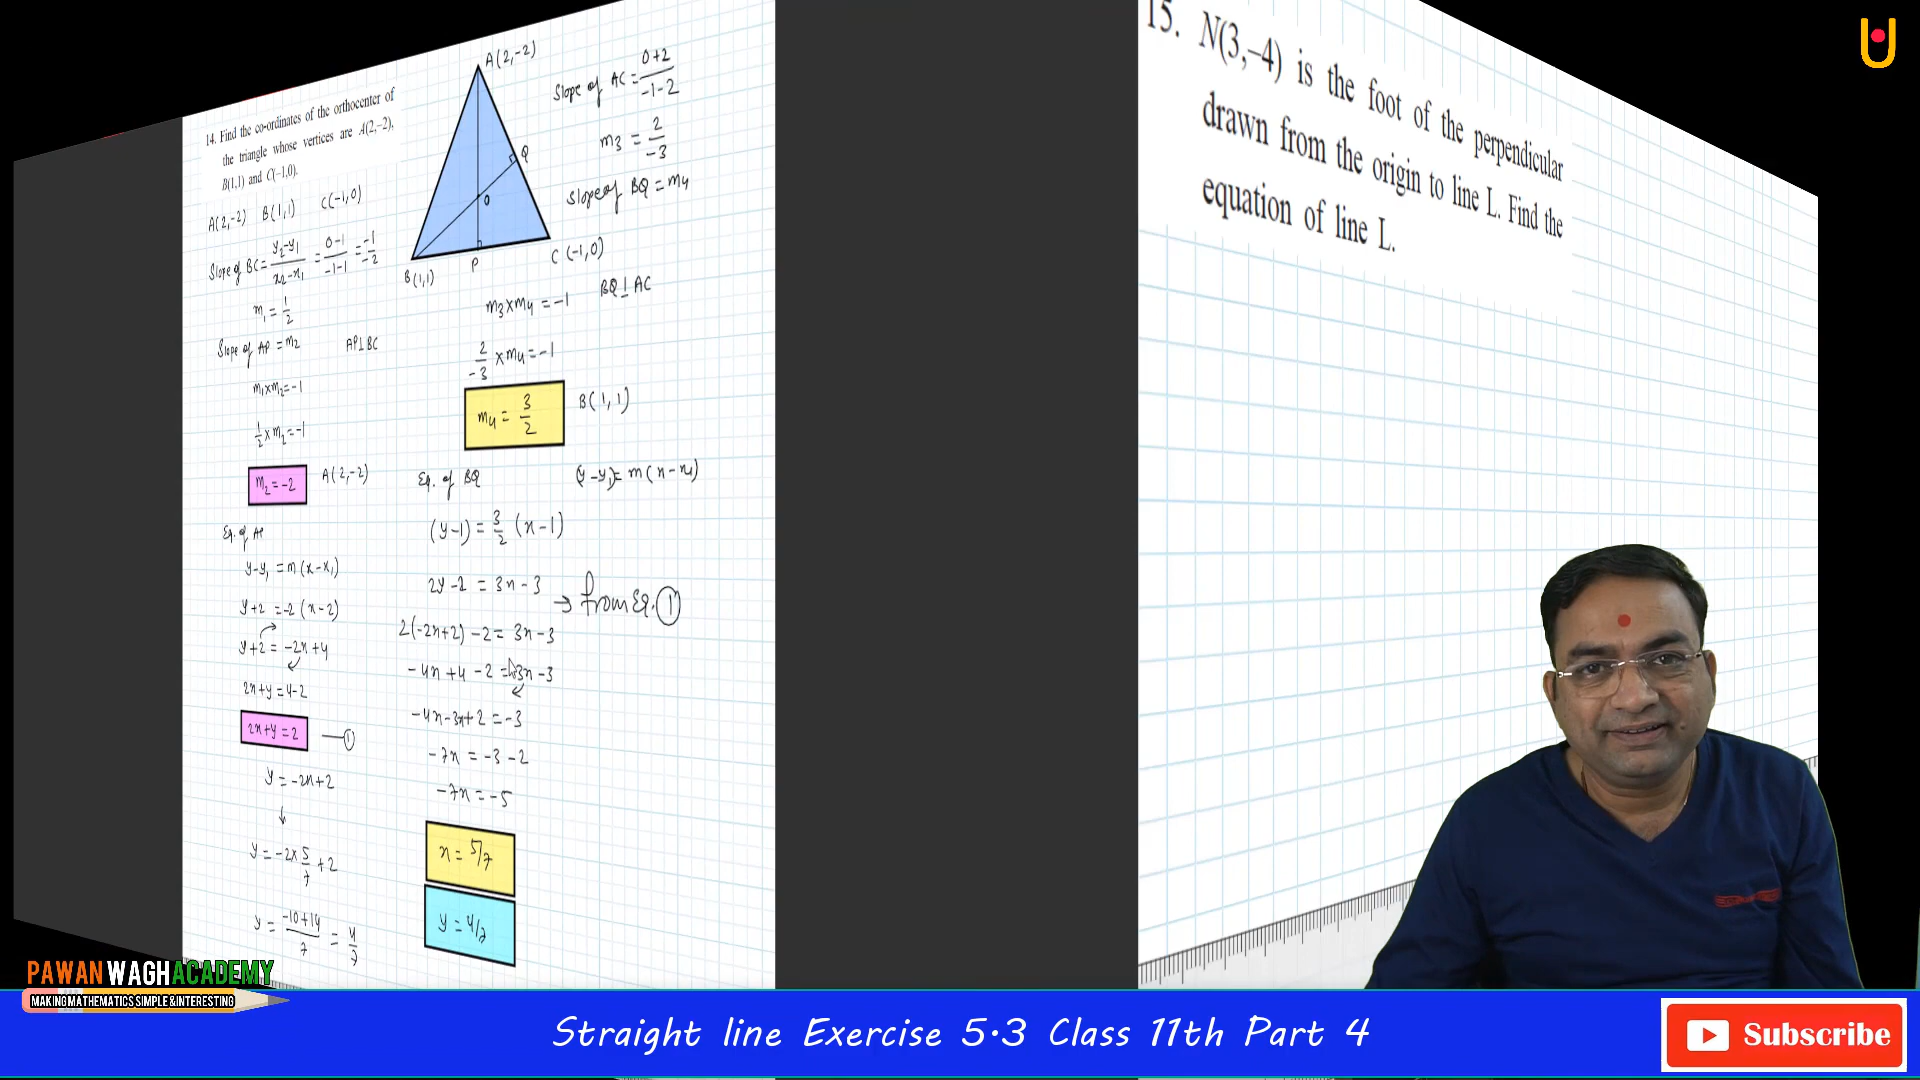 14. Find the co-ordinates of the orthocenter of
the triangle whose vertices are A(2,–2),
B(1,1) and C(–1,0).
A(2,-2) B(1,1) C(-1,0)
Slope of BC = y₂-y₁/x₂-x₁ = 0-1/-1-1 = -1/-2
m₁ = 1/2
Slope of AP = m₂ AP⊥BC
m₁×m₂=-1
1/2 × m₂ = -1
m₂ = -2 A(2,-2)
Eq. of AP
y-y₁ = m(x-x₁)
y+2 = -2(x-2)
y+2 = -2x+4
2x+y = 4-2
2x+y = 2 —①
y = -2x+2
↓
y = -2×5/7 +2
y = -10+14/7 = 4/7
A(2,-2)
Q
O
B(1,1)
P
C(-1,0)
Slope of AC = 0+2/-1-2
m₃ = 2/-3
Slope of BQ = m₄
m₃×m₄ = -1 BQ⊥AC
2/-3 × m₄ = -1
m₄ = 3/2 B(1,1)
Eq. of BQ (y-y₁)= m(x-x₁)
(y-1) = 3/2 (x-1)
2y-2 = 3x-3
→ from Eq. ①
2(-2x+2)-2 = 3x-3
-4x+4-2 = 3x-3
-4x-3x+2 = -3
-7x = -3-2
-7x = -5
x = 5/7
y = 4/7
15. N(3,–4) is the foot of the perpendicular
drawn from the origin to line L. Find the
equation of line L.
PAWAN WAGH ACADEMY
MAKING MATHEMATICS SIMPLE & INTERESTING
Straight line Exercise 5.3 Class 11th Part 4
Subscribe